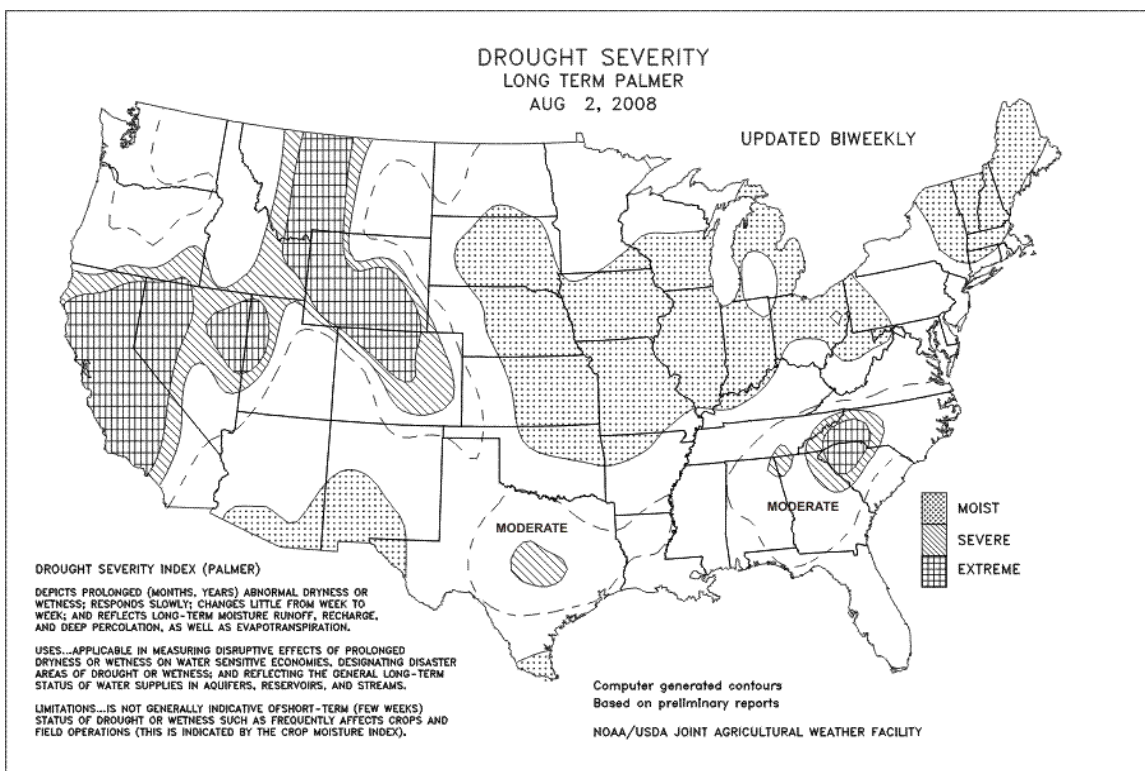 DROUGHT SEVERITY
LONG TERM PALMER
AUG 2, 2008
UPDATED BIWEEKLY
MODERATE
MODERATE
MOIST
SEVERE
EXTREME
DROUGHT SEVERITY INDEX (PALMER)
DEPICTS PROLONGED (MONTHS, YEARS) ABNORMAL DRYNESS OR
WETNESS; RESPONDS SLOWLY; CHANGES LITTLE FROM WEEK TO
WEEK; AND REFLECTS LONG-TERM MOISTURE RUNOFF, RECHARGE,
AND DEEP PERCOLATION, AS WELL AS EVAPOTRANSPIRATION.
USES...APPLICABLE IN MEASURING DISRUPTIVE EFFECTS OF PROLONGED
DRYNESS OR WETNESS ON WATER SENSITIVE ECONOMIES, DESIGNATING DISASTER
AREAS OF DROUGHT OR WETNESS; AND REFLECTING THE GENERAL LONG-TERM
STATUS OF WATER SUPPLIES IN AQUIFERS, RESERVOIRS, AND STREAMS.
LIMITATIONS...IS NOT GENERALLY INDICATIVE OFSHORT-TERM (FEW WEEKS)
STATUS OF DROUGHT OR WETNESS SUCH AS FREQUENTLY AFFECTS CROPS AND
FIELD OPERATIONS (THIS IS INDICATED BY THE CROP MOISTURE INDEX).
Computer generated contours
Based on preliminary reports
NOAA/USDA JOINT AGRICULTURAL WEATHER FACILITY